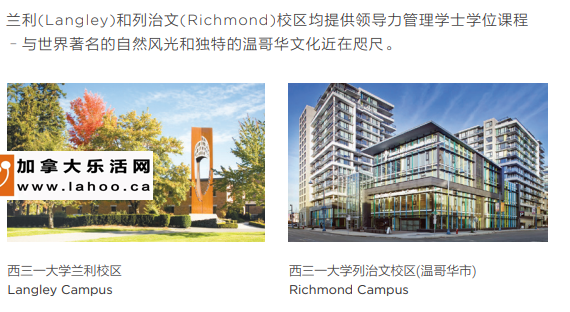 兰利(Langley)和列治文(Richmond)校区均提供领导力管理学士学位课程
– 与世界著名的自然风光和独特的温哥华文化近在咫尺。
加拿大乐活网
www.lahoo.ca
西三一大学兰利校区
Langley Campus
西三一大学列治文校区(温哥华市)
Richmond Campus